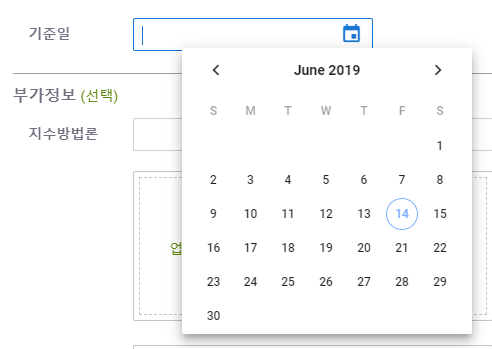 기준일
June 2019
부가정보 (선택)
S M T W T F S
지수방법론
1
2 3 4 5 6 7 8
9 10 11 12 13 14 15
업
16 17 18 19 20 21 22
23 24 25 26 27 28 29
30